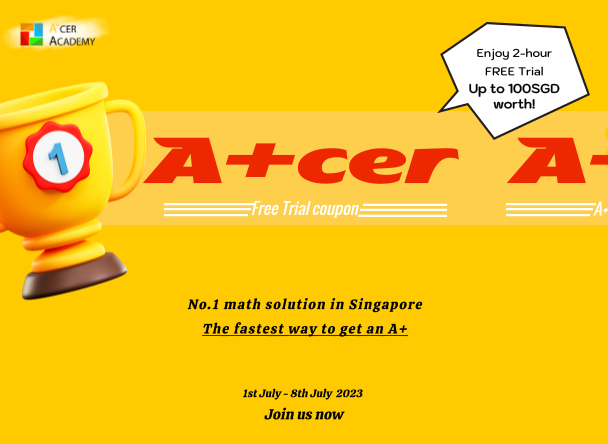 A+CER
ACADEMY
Enjoy 2-hour
FREE Trial
Up to 100SGD
worth!
1
A+cer
Free Trial coupon
A+
A+
No.1 math solution in Singapore
The fastest way to get an A+
1st July - 8th July 2023
Join us now